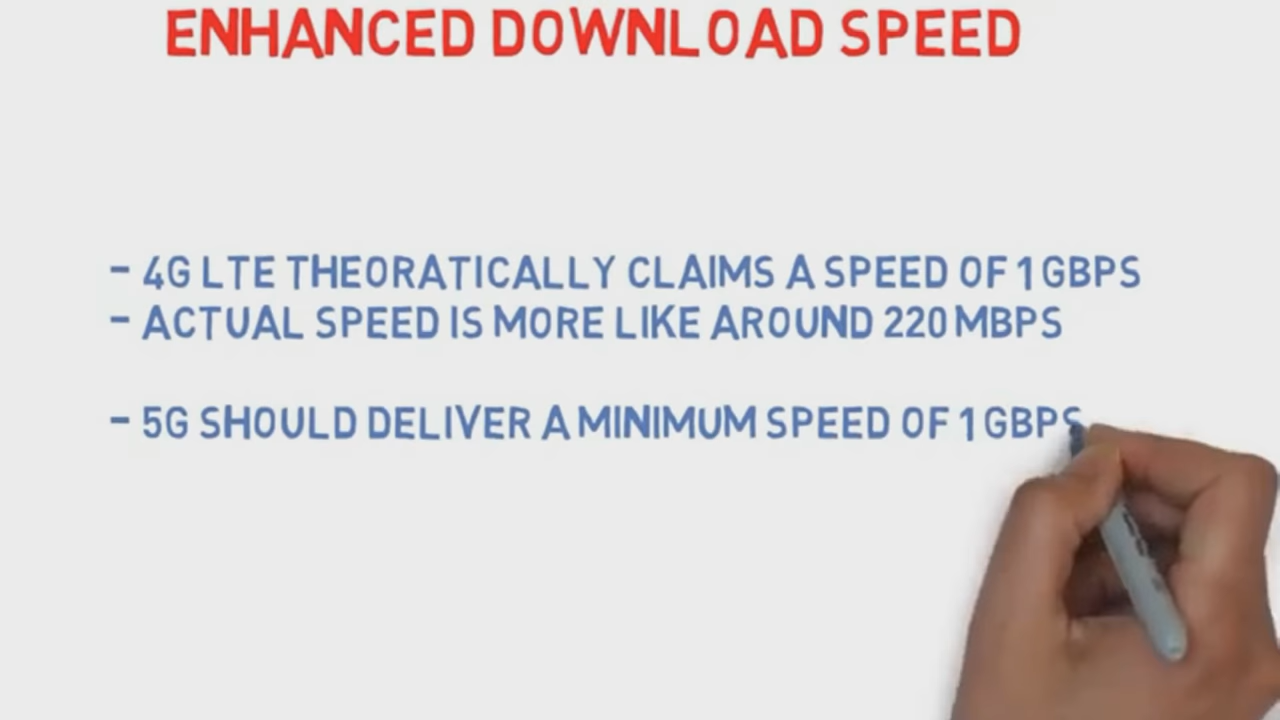 ENHANCED DOWNLOAD SPEED
- 4G LTE THEORATICALLY CLAIMS A SPEED OF 1 GBPS
- ACTUAL SPEED IS MORE LIKE AROUND 220 MBPS
- 5G SHOULD DELIVER A MINIMUM SPEED OF 1 GBPS